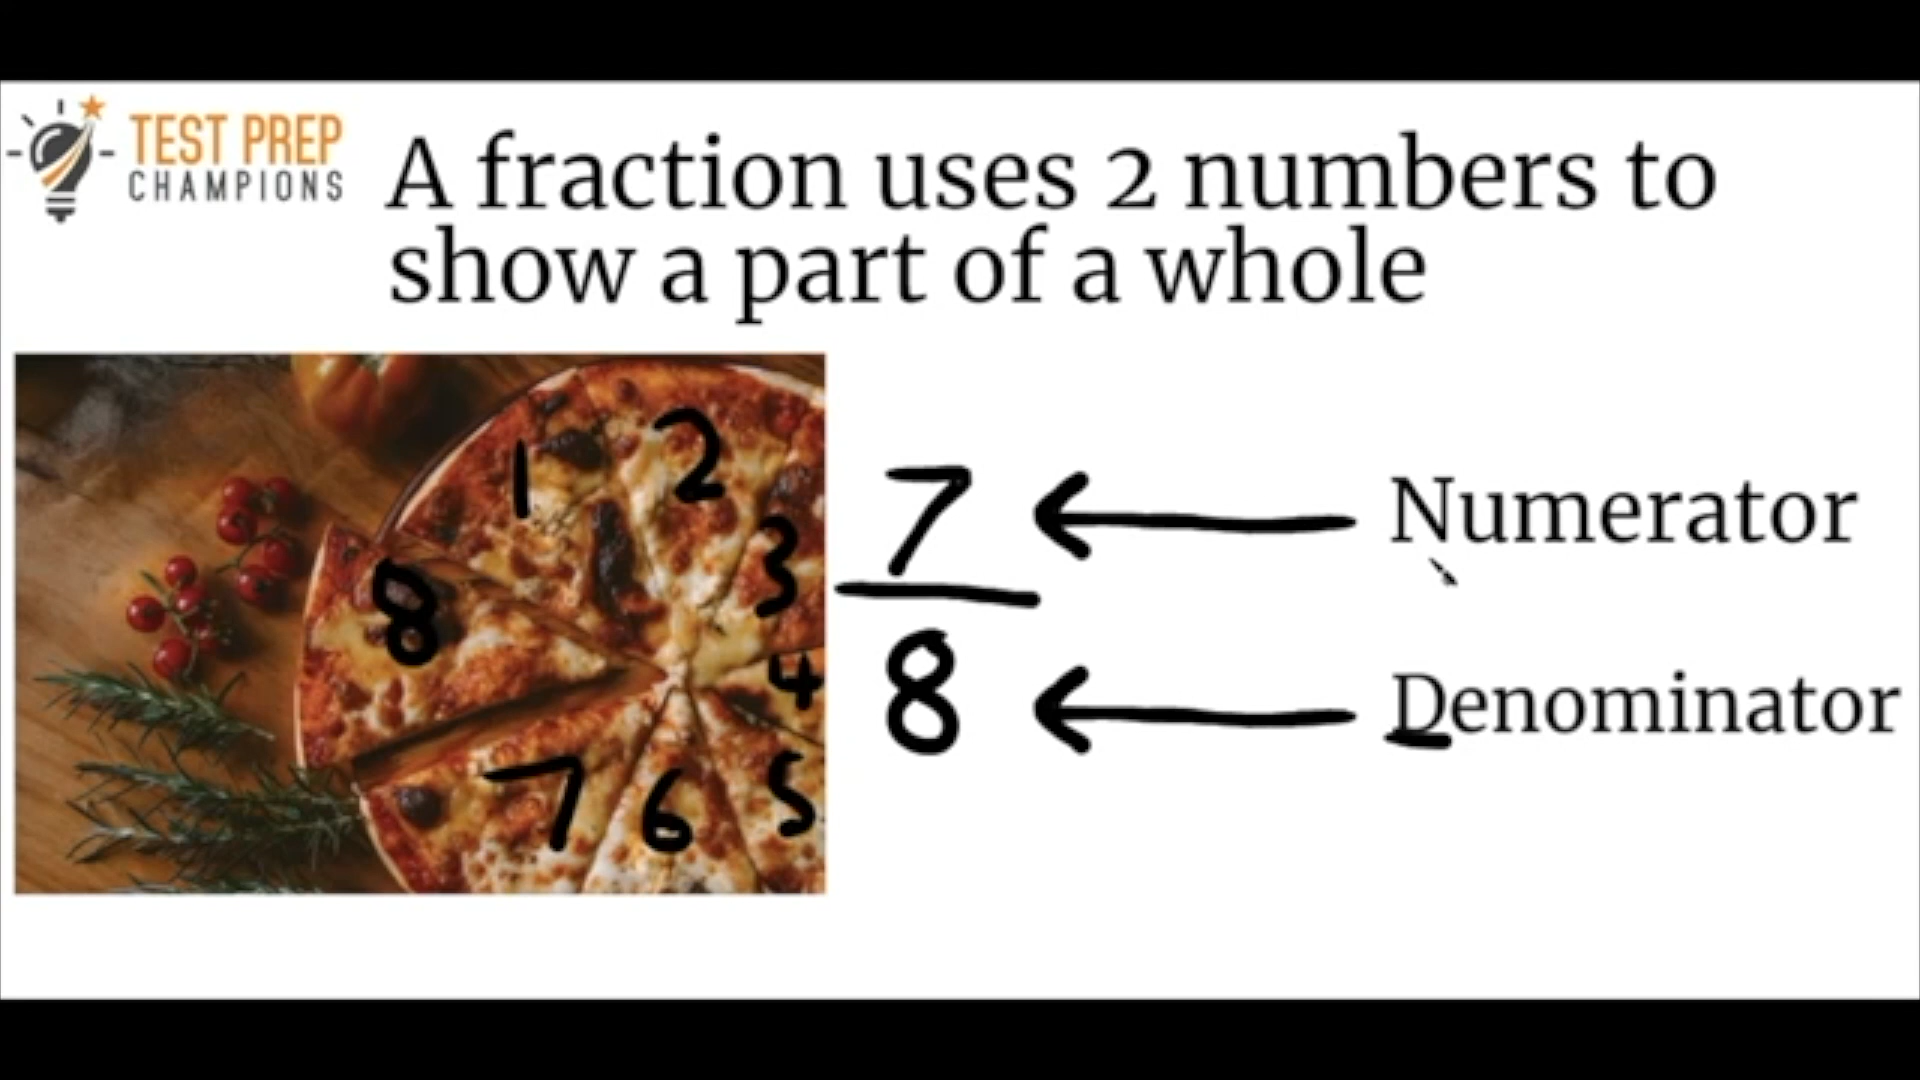 TEST PREP
CHAMPIONS
A fraction uses 2 numbers to
show a part of a whole
1
2
3
4
5
6
7
8
7
8
Numerator
Denominator